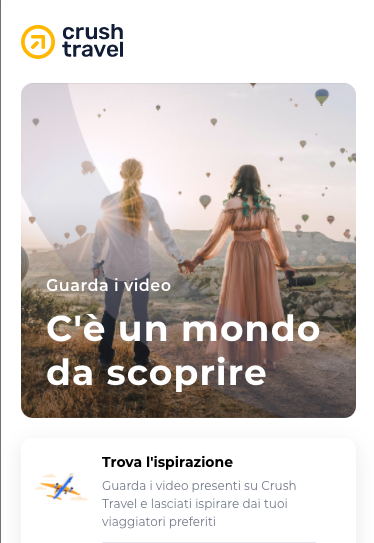 crush
travel
Guarda i video
C'è un mondo
da scoprire
Trova l'ispirazione
Guarda i video presenti su Crush
Travel e lasciati ispirare dai tuoi
viaggiatori preferiti